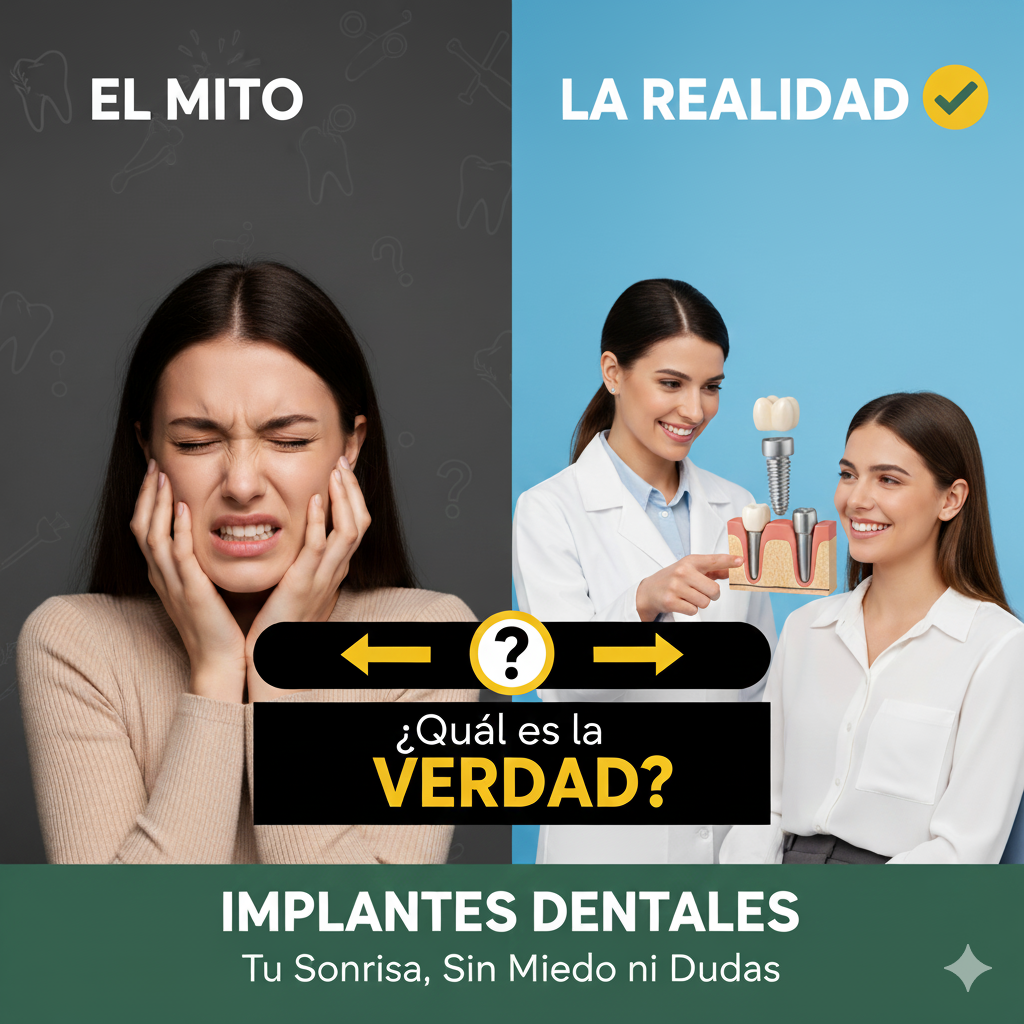 EL MITO
LA REALIDAD
?
¿Quál es la
VERDAD?
IMPLANTES DENTALES
Tu Sonrisa, Sin Miedo ni Dudas